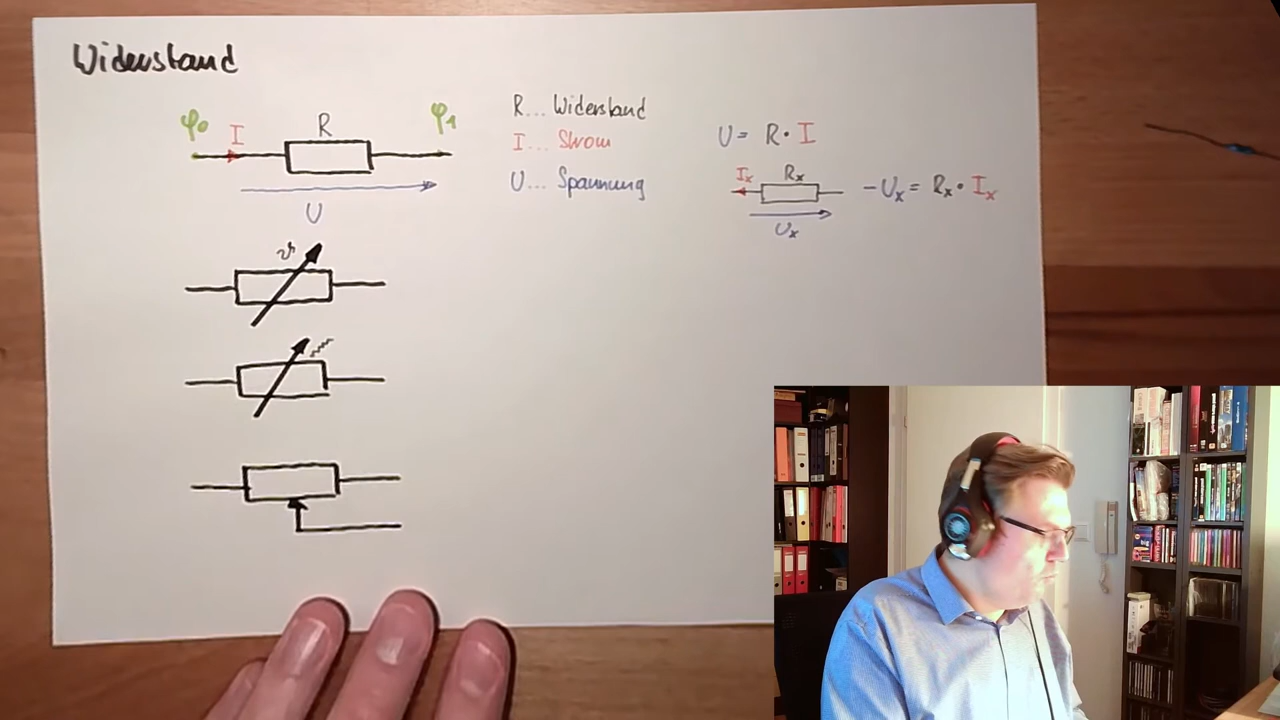 Widerstand
φ₀ I R φ₁
U
R... Widerstand
I... Strom
U... Spannung
U = R · I
Iₓ Rₓ
Uₓ
-Uₓ = Rₓ · Iₓ
ϑ